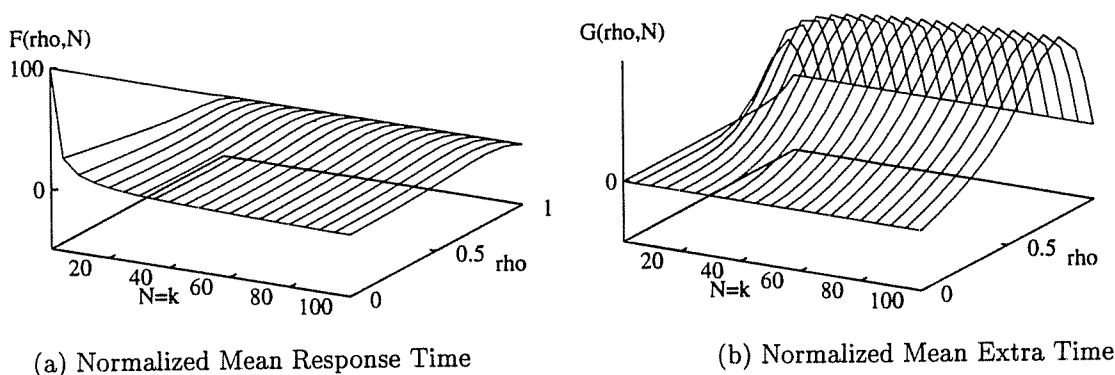 F(rho,N)
100
0
20
40
60
80
100
N=k
0
0.5
1
rho
(a) Normalized Mean Response Time
G(rho,N)
0
20
40
60
80
100
N=k
0
0.5
rho
(b) Normalized Mean Extra Time